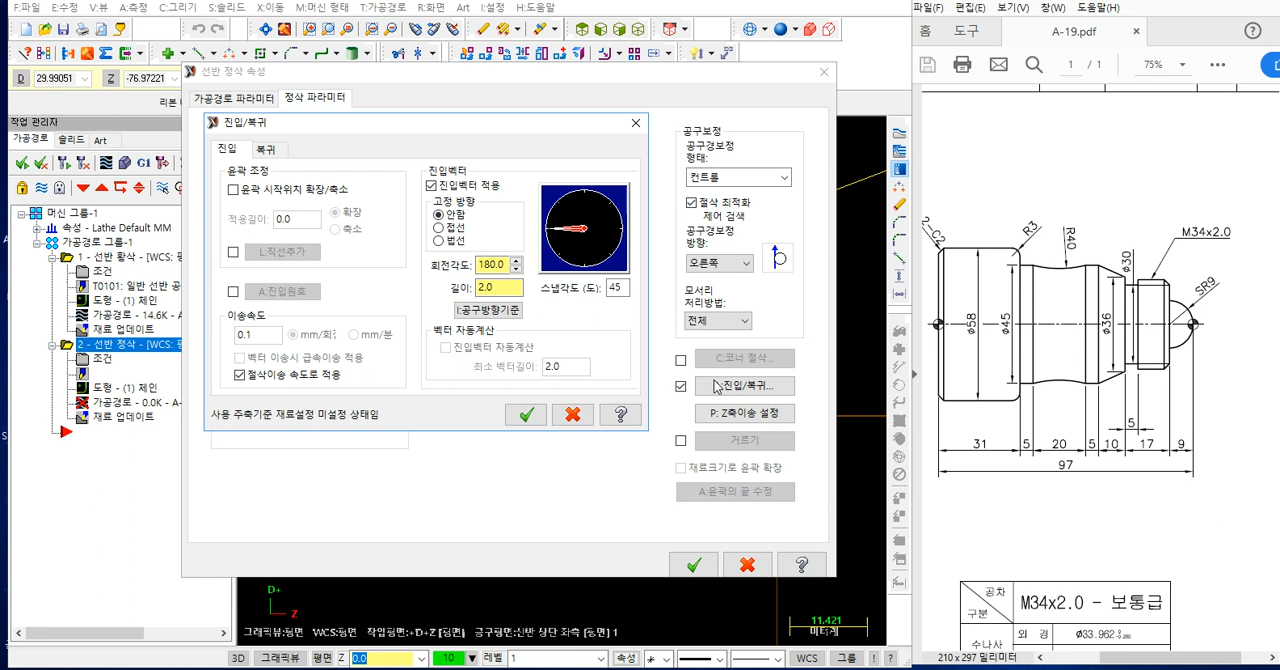 F:파일 E:수정 V:뷰 A:측정 C:그리기 S:솔리드 X:이동 M:머신 형태 T:가공경로 R:화면 Art I:설정 H:도움말
파일(F) 편집(E) 보기(V) 창(W) 도움말(H)
홈 도구 A-19.pdf ×
1 / 1 75%
D 29.99051 Z -76.97221
리본
작업 관리자
가공경로 솔리드 Art
G1
머신 그룹-1
속성 - Lathe Default MM
가공경로 그룹-1
1 - 선반 황삭 - [WCS:
조건
T0101: 일반 선반 공
도형 - (1) 체인
가공경로 - 14.6K - A-
재료 업데이트
2 - 선반 정삭 - [WCS:
조건
도형 - (1) 체인
가공경로 - 0.0K - A-
재료 업데이트
선반 정삭 속성
가공경로 파라미터 정삭 파라미터
진입/복귀
진입 복귀
윤곽 조정
윤곽 시작위치 확장/축소
적용길이: 0.0
확장
축소
L:직선추가
A:진입원호
이송속도
0.1 mm/회; mm/분
벡터 이송시 급속이송 적용
절삭이송 속도로 적용
진입벡터
진입벡터 적용
고정 방향
안함
접선
법선
회전각도: 180.0
길이: 2.0
스냅각도 (도): 45
I:공구방향기준
벡터 자동계산
진입벡터 자동계산
최소 벡터길이: 2.0
사용 주축기준 재료설정 미설정 상태임
공구보정
공구경보정
형태:
컨트롤
절삭 최적화
제어 검색
공구경보정
방향:
오른쪽
모서리
처리방법:
전체
C:코너 절삭...
진입/복귀...
P: Z축이송 설정
거르기
재료크기로 윤곽 확장
A:윤곽의 끝 수정
D+
Z
그래픽뷰:평면 WCS:평면 작업평면:+D+Z [평면] 공구평면:선반 상단 좌측 [평면] 1
11.421
미터계
3D 그래픽뷰 평면 Z 0.0 10 레벨 1 속성 WCS 그룹 ! ?
2-C2
R3
R40
M34x2.0
ø30
SR9
ø58
ø45
ø36
5
31 5 20 5 10 17 9
97
공차
구분
M34x2.0 - 보통급
수나사
외 경
210 x 297 밀리미터